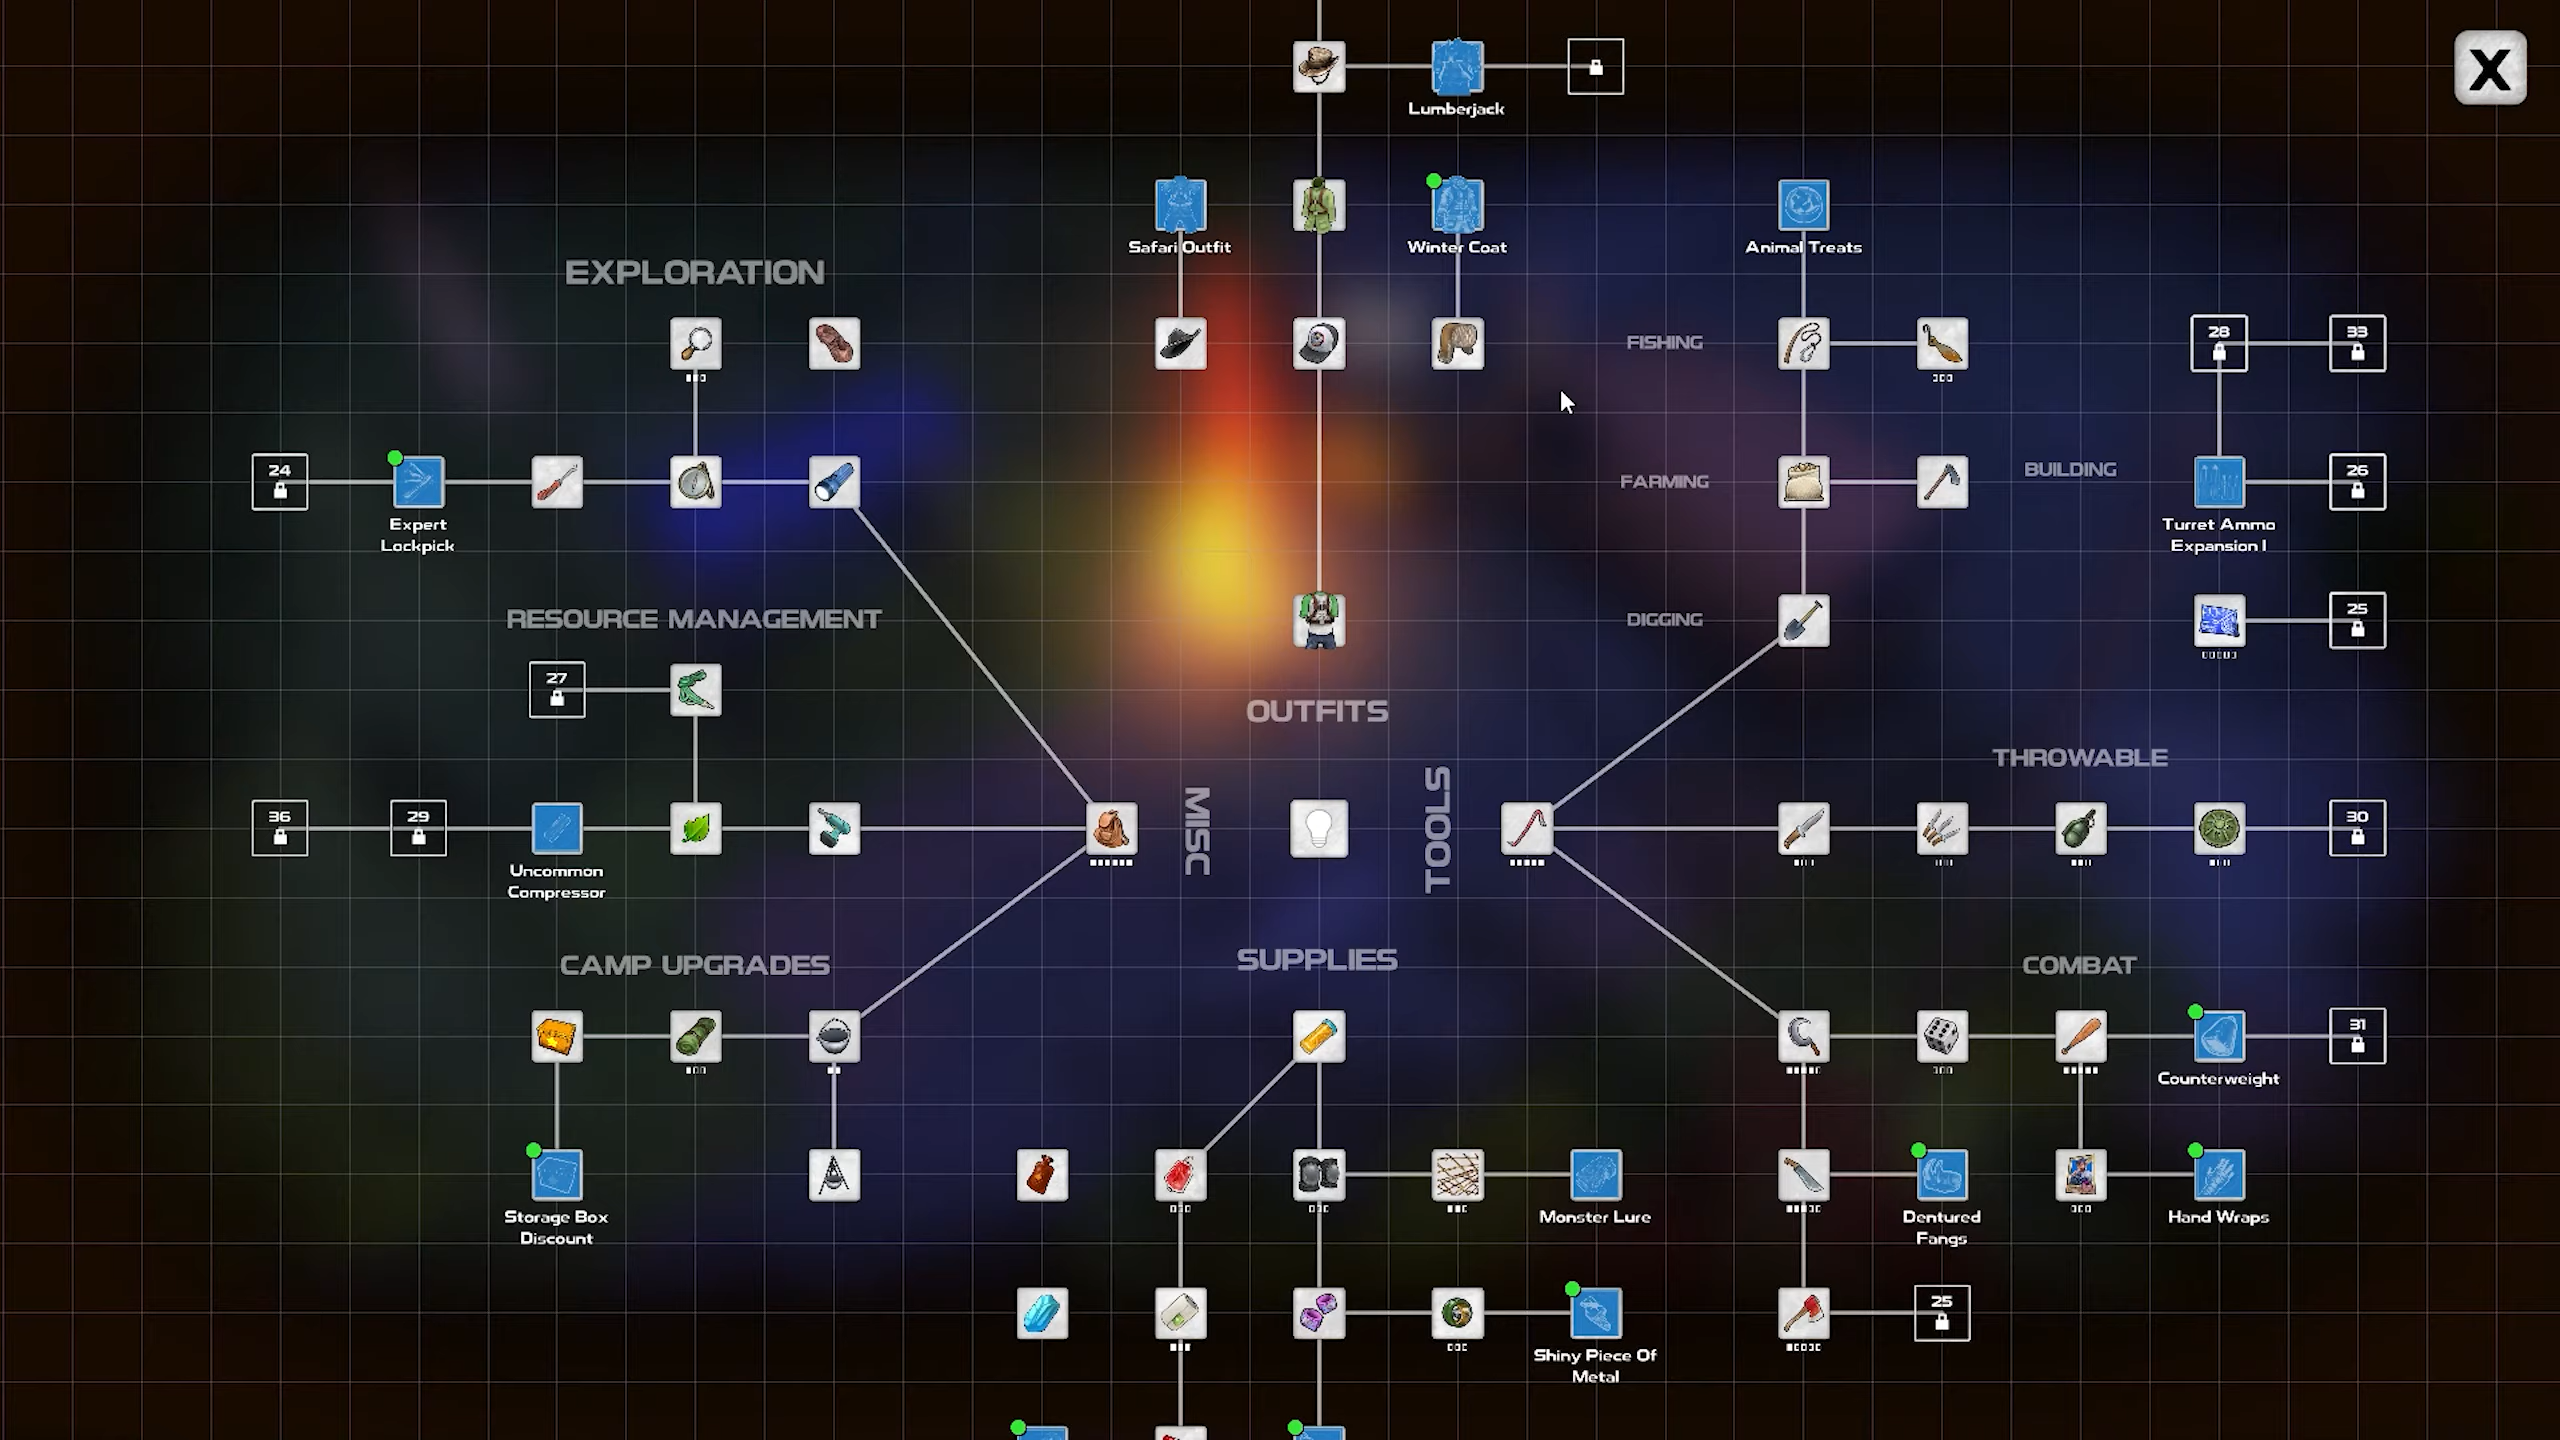 X
Lumberjack
Safari Outfit
Winter Coat
Animal Treats
EXPLORATION
FISHING
28
33
24
Expert
Lockpick
FARMING
BUILDING
Turret Ammo
Expansion I
26
RESOURCE MANAGEMENT
DIGGING
25
27
OUTFITS
THROWABLE
36
29
Uncommon
Compressor
MISC
TOOLS
30
CAMP UPGRADES
SUPPLIES
COMBAT
Counterweight
31
Storage Box
Discount
Monster Lure
Dentured
Fangs
Hand Wraps
Shiny Piece Of
Metal
25